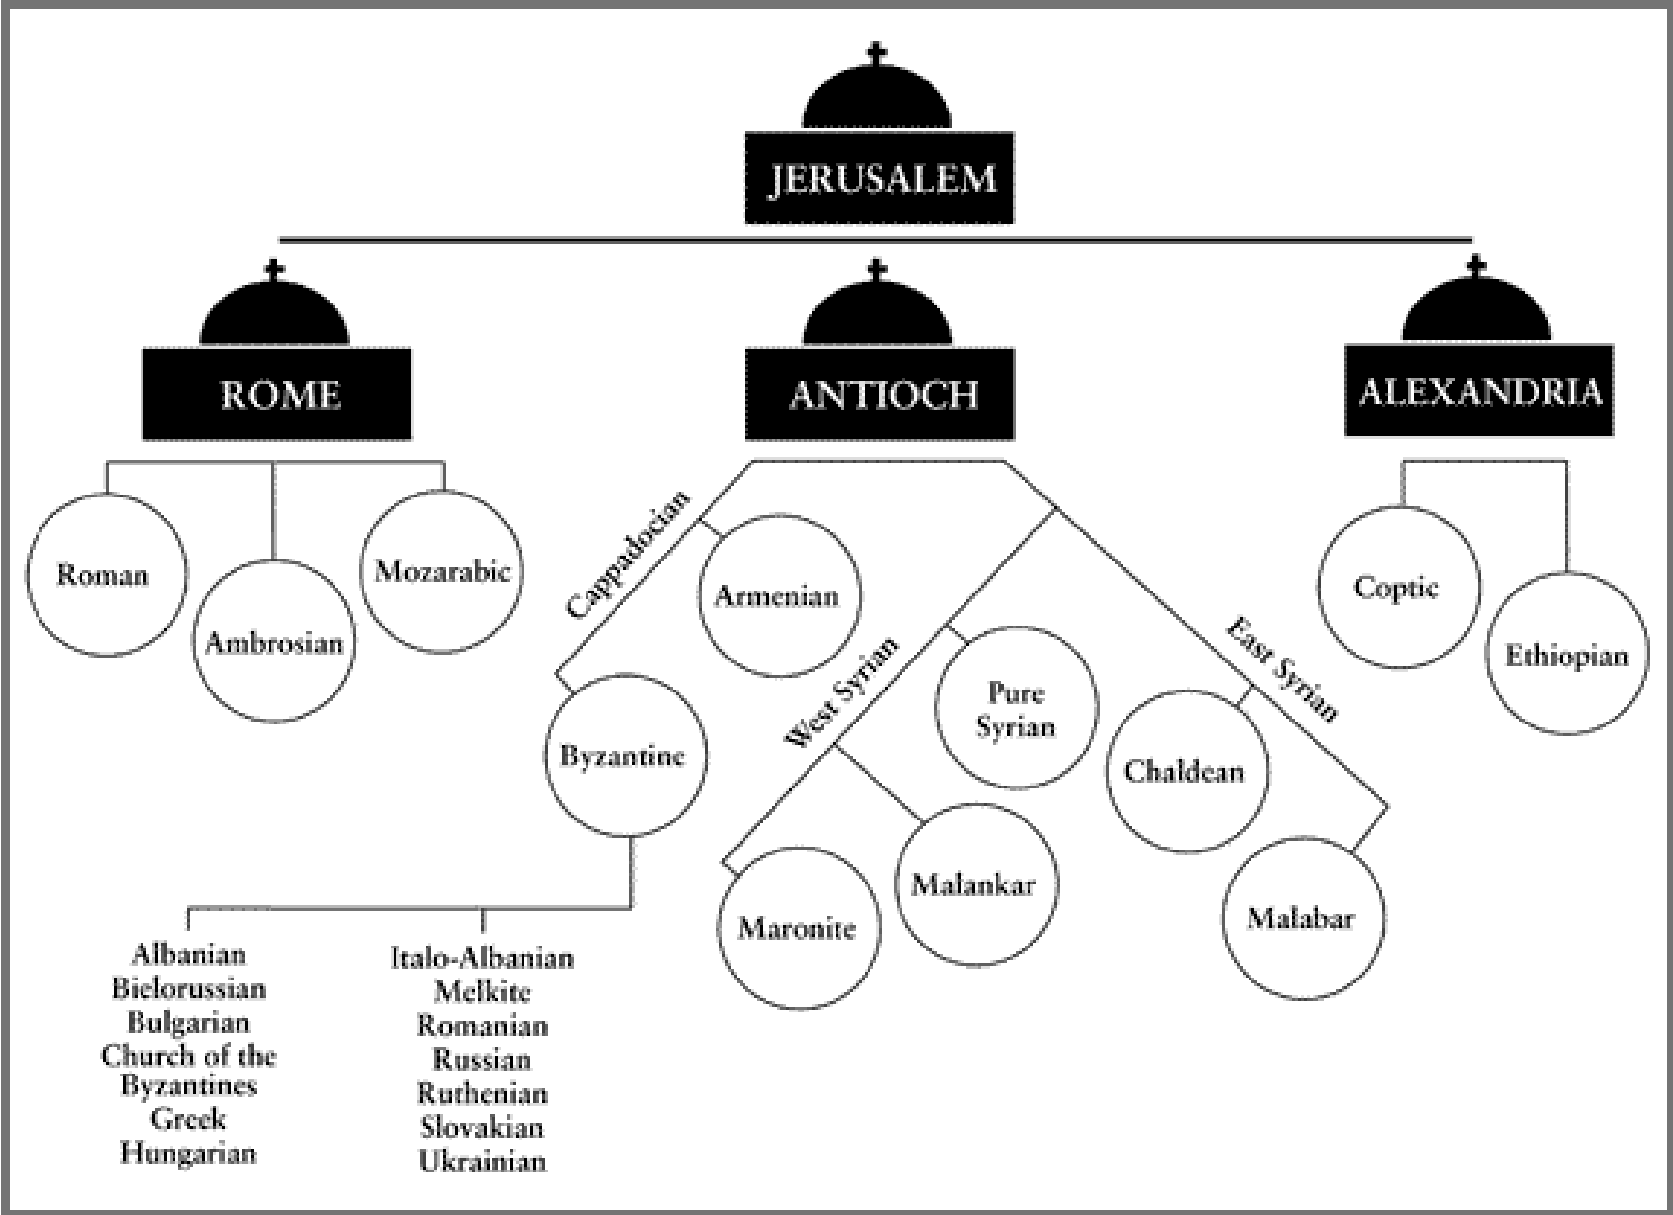 JERUSALEM
ROME
ANTIOCH
ALEXANDRIA
Roman
Ambrosian
Mozarabic
Cappadocian
Armenian
Byzantine
West Syrian
Pure
Syrian
Malankar
Maronite
East Syrian
Chaldean
Malabar
Coptic
Ethiopian
Albanian
Bielorussian
Bulgarian
Church of the
Byzantines
Greek
Hungarian
Italo-Albanian
Melkite
Romanian
Russian
Ruthenian
Slovakian
Ukrainian